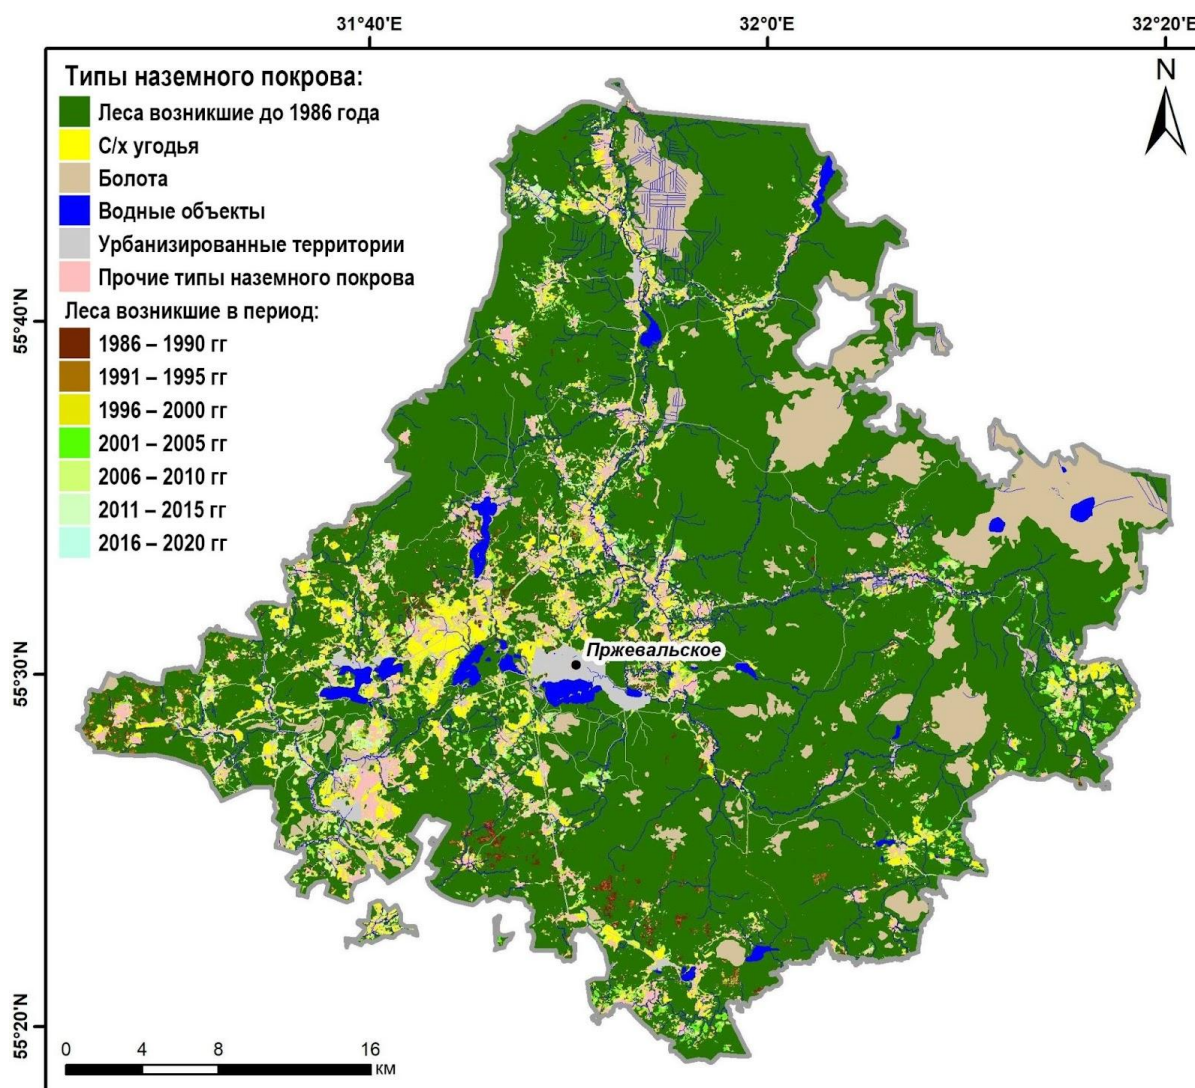 31°40'E
32°0'E
32°20'E
N
Типы наземного покрова:
Леса возникшие до 1986 года
С/х угодья
Болота
Водные объекты
Урбанизированные территории
Прочие типы наземного покрова
Леса возникшие в период:
1986 – 1990 гг
1991 – 1995 гг
1996 – 2000 гг
2001 – 2005 гг
2006 – 2010 гг
2011 – 2015 гг
2016 – 2020 гг
55°40'N
55°30'N
55°20'N
Пржевальское
0 4 8 16
км